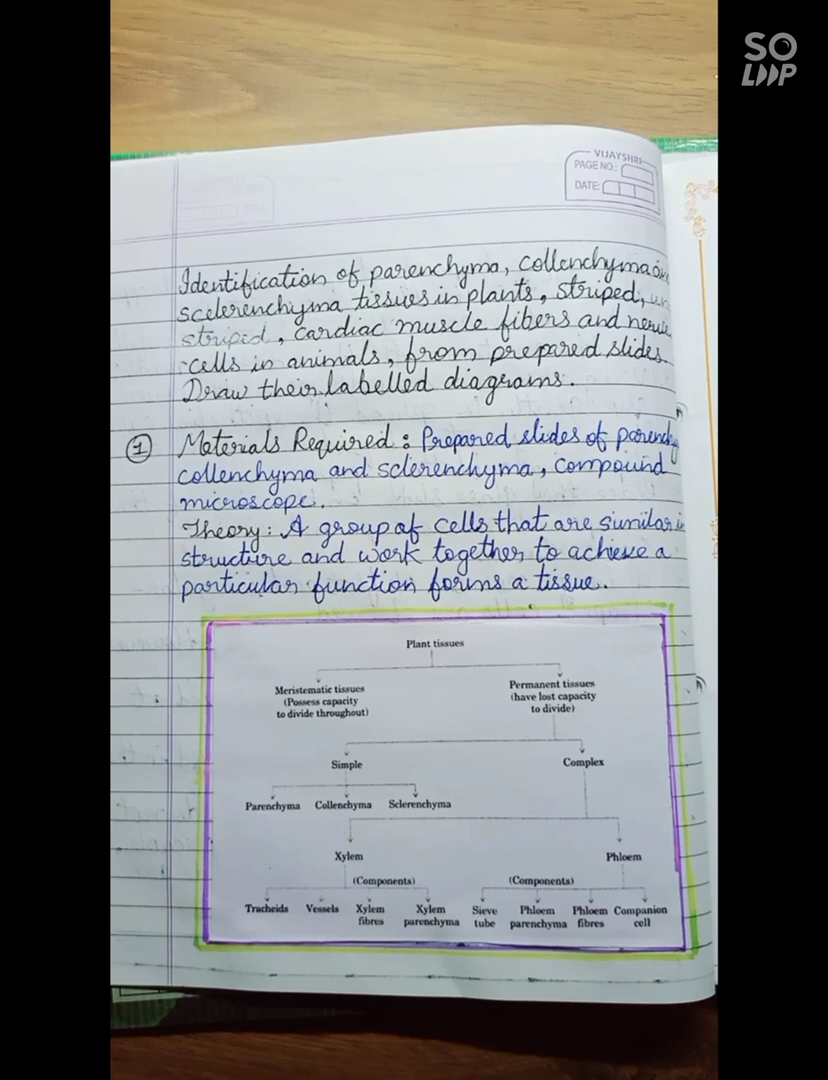 SO
LOOP
VIJAYSHRI
PAGE NO.:
DATE:
Identification of parenchyma, collenchyma
scelerenchyma tissues in plants, striped,
striped, cardiac muscle fibers and nerve
cells in animals, from prepared slides.
Draw their labelled diagrams.
① Materials Required : Prepared slides of parenchy
collenchyma and sclerenchyma, compound
microscope.
Theory : A group of cells that are similar in
structure and work together to achieve a
particular function forms a tissue.
Plant tissues
Meristematic tissues
(Possess capacity
to divide throughout)
Permanent tissues
(have lost capacity
to divide)
Simple
Complex
Parenchyma Collenchyma Sclerenchyma
Xylem
Phloem
(Components)
(Components)
Tracheids
Vessels
Xylem
fibres
Xylem
parenchyma
Sieve
tube
Phloem
parenchyma
Phloem
fibres
Companion
cell